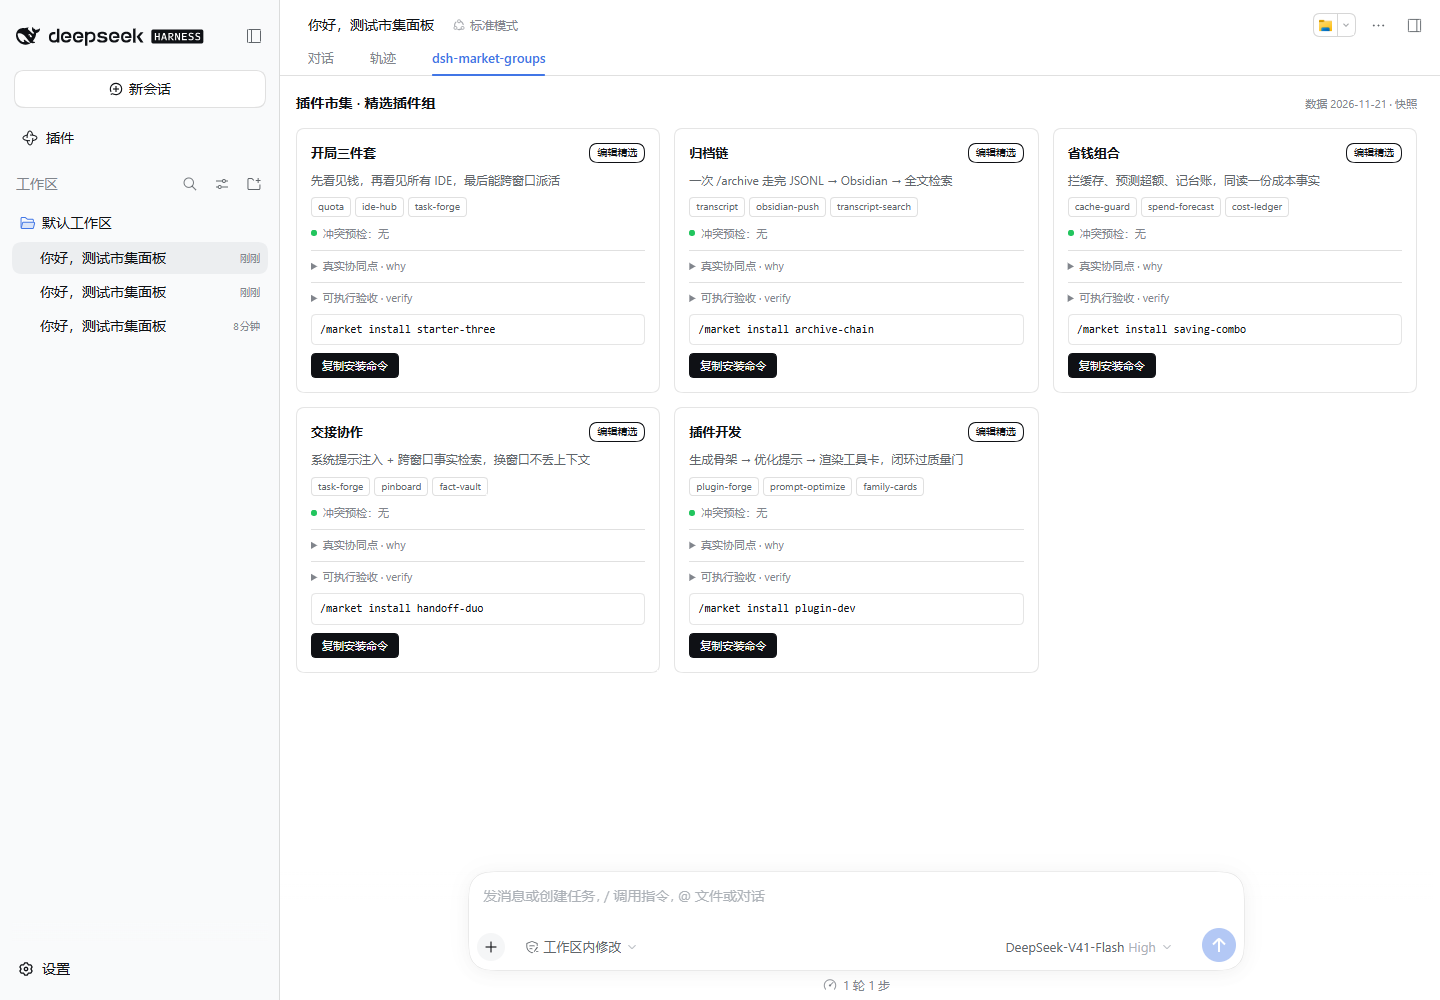 deepseek HARNESS
新会话
插件
工作区
默认工作区
你好，测试市集面板 刚刚
你好，测试市集面板 刚刚
你好，测试市集面板 8 分钟
设置
你好，测试市集面板 标准模式
对话 轨迹 dsh-market-groups
插件市集 · 精选插件组 数据 2026-11-21 · 快照
开局三件套 编辑精选
先看见钱，再看见所有 IDE，最后能跨窗口派活
quota ide-hub task-forge
冲突预检：无
真实协同点 · why
可执行验收 · verify
/market install starter-three
复制安装命令
归档链 编辑精选
一次 /archive 走完 JSONL → Obsidian → 全文检索
transcript obsidian-push transcript-search
冲突预检：无
真实协同点 · why
可执行验收 · verify
/market install archive-chain
复制安装命令
省钱组合 编辑精选
拦缓存、预测超额、记台账，同读一份成本事实
cache-guard spend-forecast cost-ledger
冲突预检：无
真实协同点 · why
可执行验收 · verify
/market install saving-combo
复制安装命令
交接协作 编辑精选
系统提示注入 + 跨窗口事实检索，换窗口不丢上下文
task-forge pinboard fact-vault
冲突预检：无
真实协同点 · why
可执行验收 · verify
/market install handoff-duo
复制安装命令
插件开发 编辑精选
生成骨架 → 优化提示 → 渲染工具卡，闭环过质量门
plugin-forge prompt-optimize family-cards
冲突预检：无
真实协同点 · why
可执行验收 · verify
/market install plugin-dev
复制安装命令
发消息或创建任务, / 调用指令, @ 文件或对话
工作区内修改 DeepSeek-V41-Flash High
1 轮 1 步